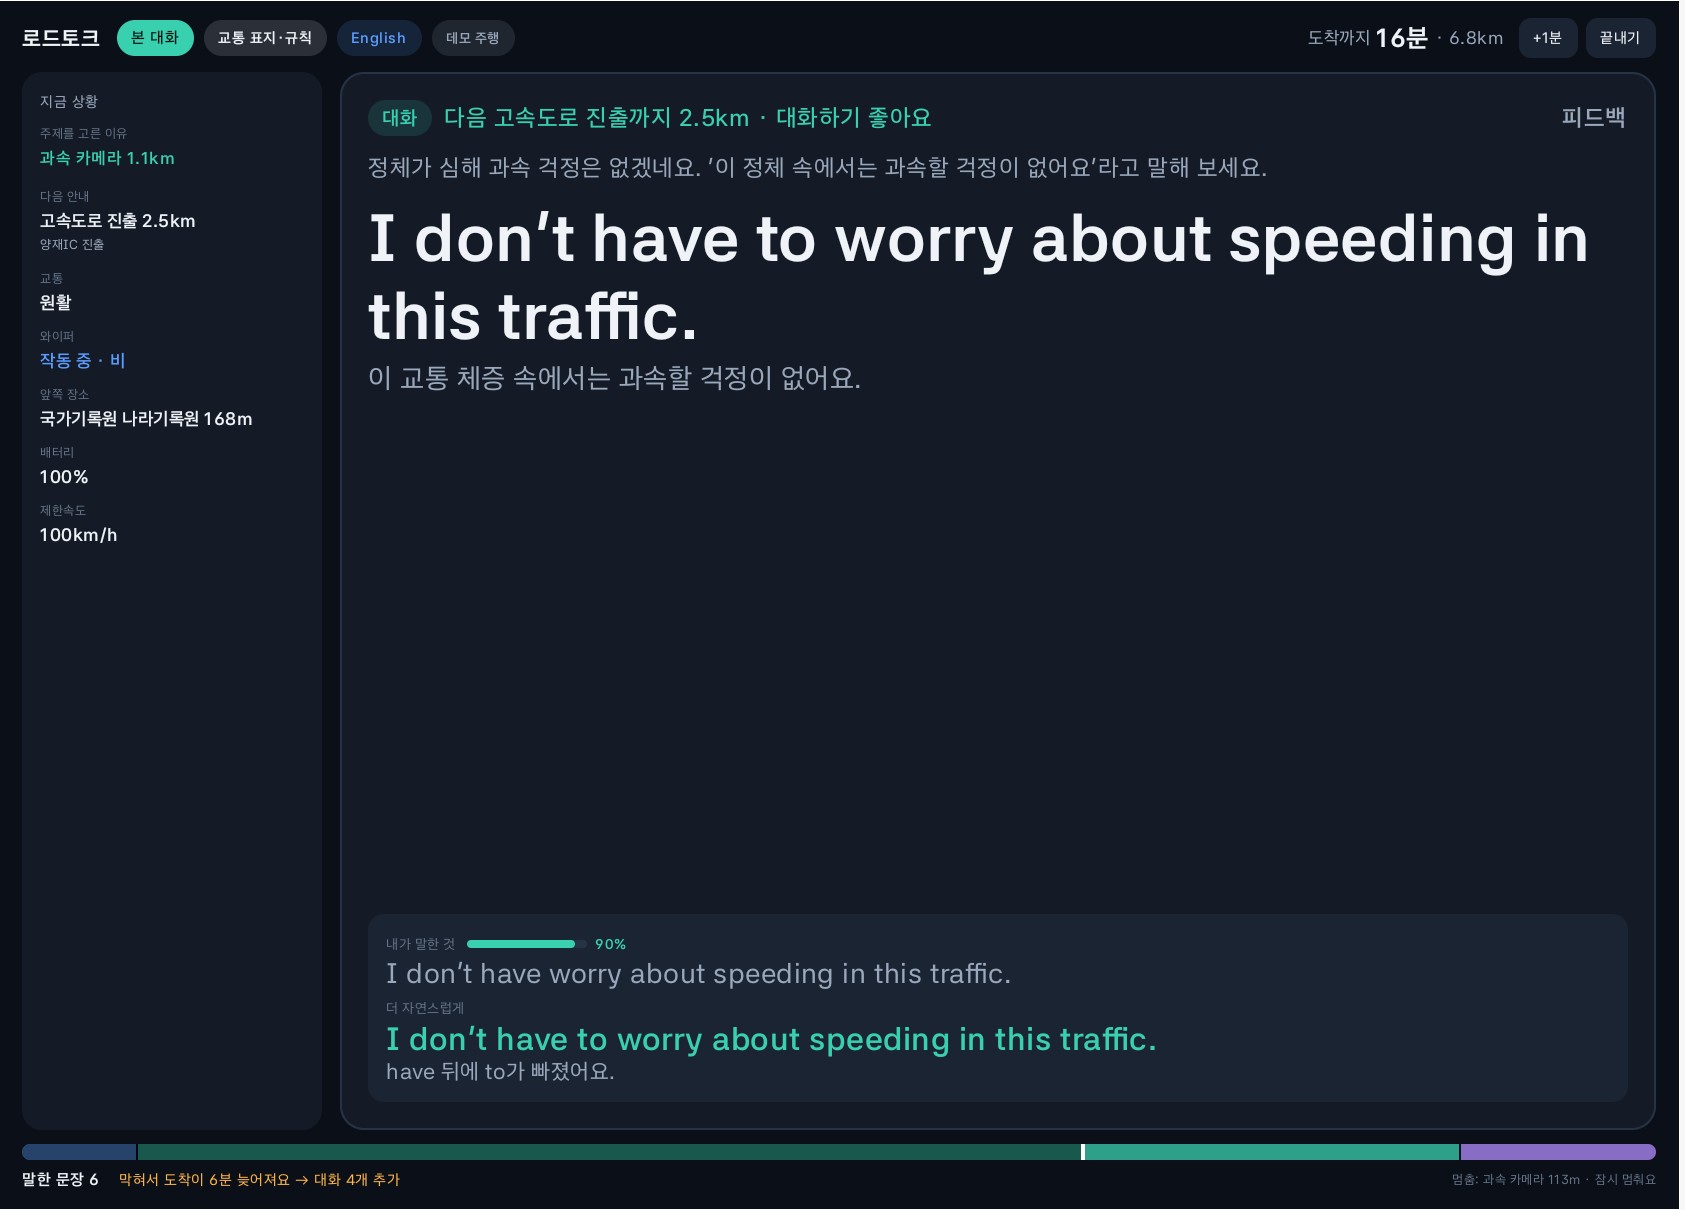 로드토크
본 대화
교통 표지·규칙
English
데모 주행
도착까지 16분 · 6.8km
+1분
끝내기
지금 상황
주제를 고른 이유
과속 카메라 1.1km
다음 안내
고속도로 진출 2.5km
양재IC 진출
교통
원활
와이퍼
작동 중 · 비
앞쪽 장소
국가기록원 나라기록원 168m
배터리
100%
제한속도
100km/h
대화
다음 고속도로 진출까지 2.5km · 대화하기 좋아요
피드백
정체가 심해 과속 걱정은 없겠네요. ‘이 정체 속에서는 과속할 걱정이 없어요’라고 말해 보세요.
I don’t have to worry about speeding in
this traffic.
이 교통 체증 속에서는 과속할 걱정이 없어요.
내가 말한 것
90%
I don’t have worry about speeding in this traffic.
더 자연스럽게
I don’t have to worry about speeding in this traffic.
have 뒤에 to가 빠졌어요.
말한 문장 6
막혀서 도착이 6분 늦어져요 → 대화 4개 추가
멈춤: 과속 카메라 113m · 잠시 멈춰요